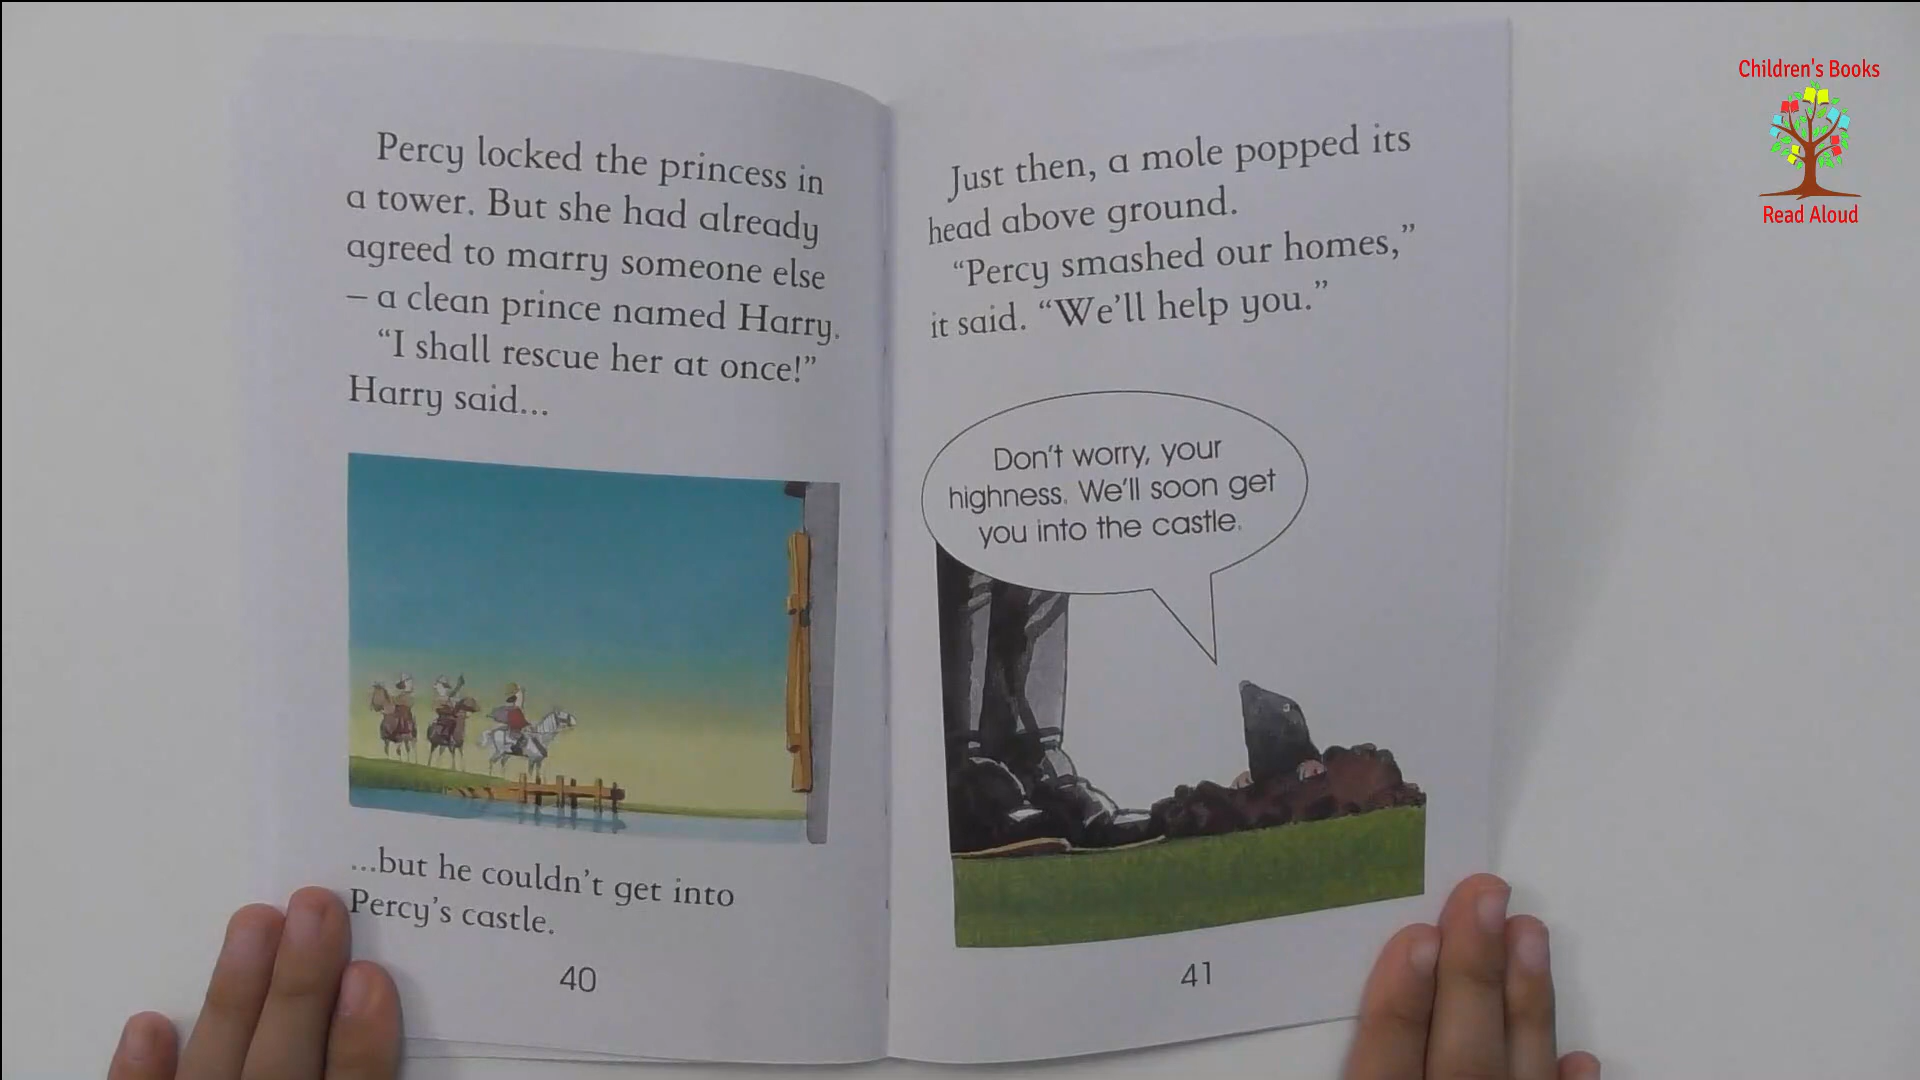 Percy locked the princess in
a tower. But she had already
agreed to marry someone else
– a clean prince named Harry.
“I shall rescue her at once!”
Harry said...
...but he couldn’t get into
Percy’s castle.
40
Just then, a mole popped its
head above ground.
“Percy smashed our homes,”
it said. “We’ll help you.”
Don’t worry, your
highness. We’ll soon get
you into the castle.
41
Children's Books
Read Aloud